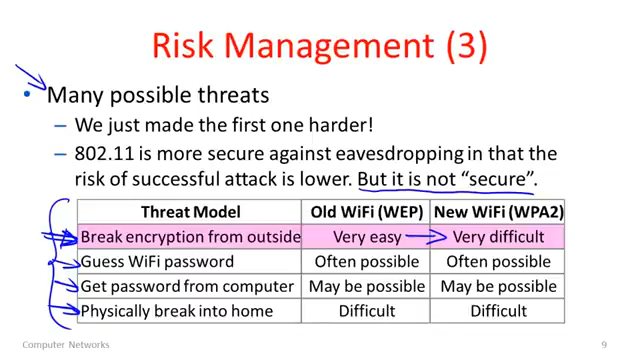 Risk Management (3)
• Many possible threats
– We just made the first one harder!
– 802.11 is more secure against eavesdropping in that the
risk of successful attack is lower. But it is not “secure”.
Threat Model Old WiFi (WEP) New WiFi (WPA2)
Break encryption from outside Very easy Very difficult
Guess WiFi password Often possible Often possible
Get password from computer May be possible May be possible
Physically break into home Difficult Difficult
Computer Networks 9